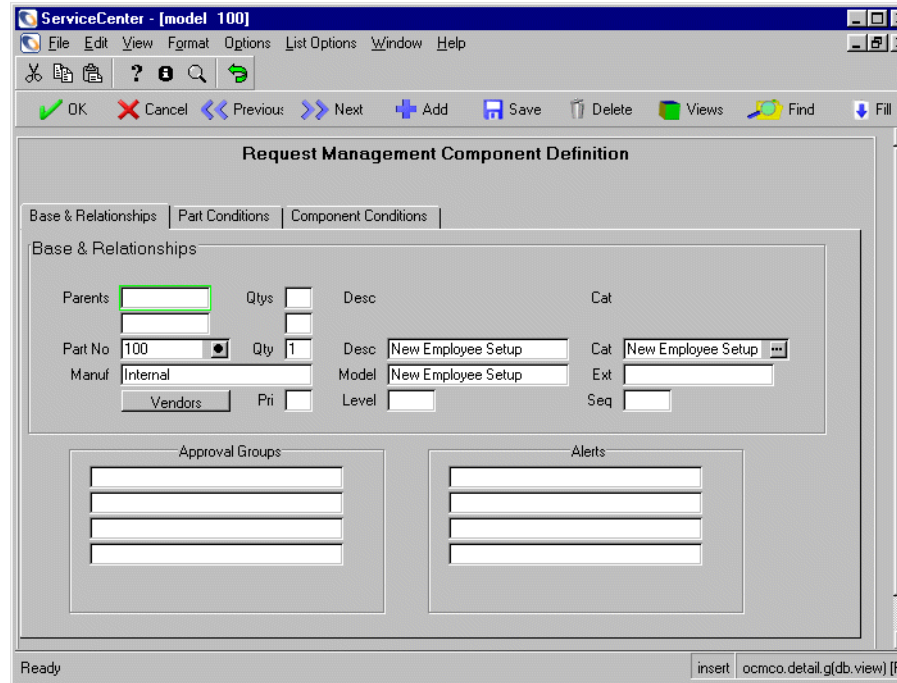 ServiceCenter - [model 100]
File Edit View Format Options List Options Window Help
OK Cancel Previous Next Add Save Delete Views Find Fill
Request Management Component Definition
Base & Relationships Part Conditions Component Conditions
Base & Relationships
Parents Qtys Desc Cat
Part No 100 Qty 1 Desc New Employee Setup Cat New Employee Setup
Manuf Internal Model New Employee Setup Ext
Vendors Pri Level Seq
Approval Groups Alerts
Ready insert ocmco.detail.g(db.view)